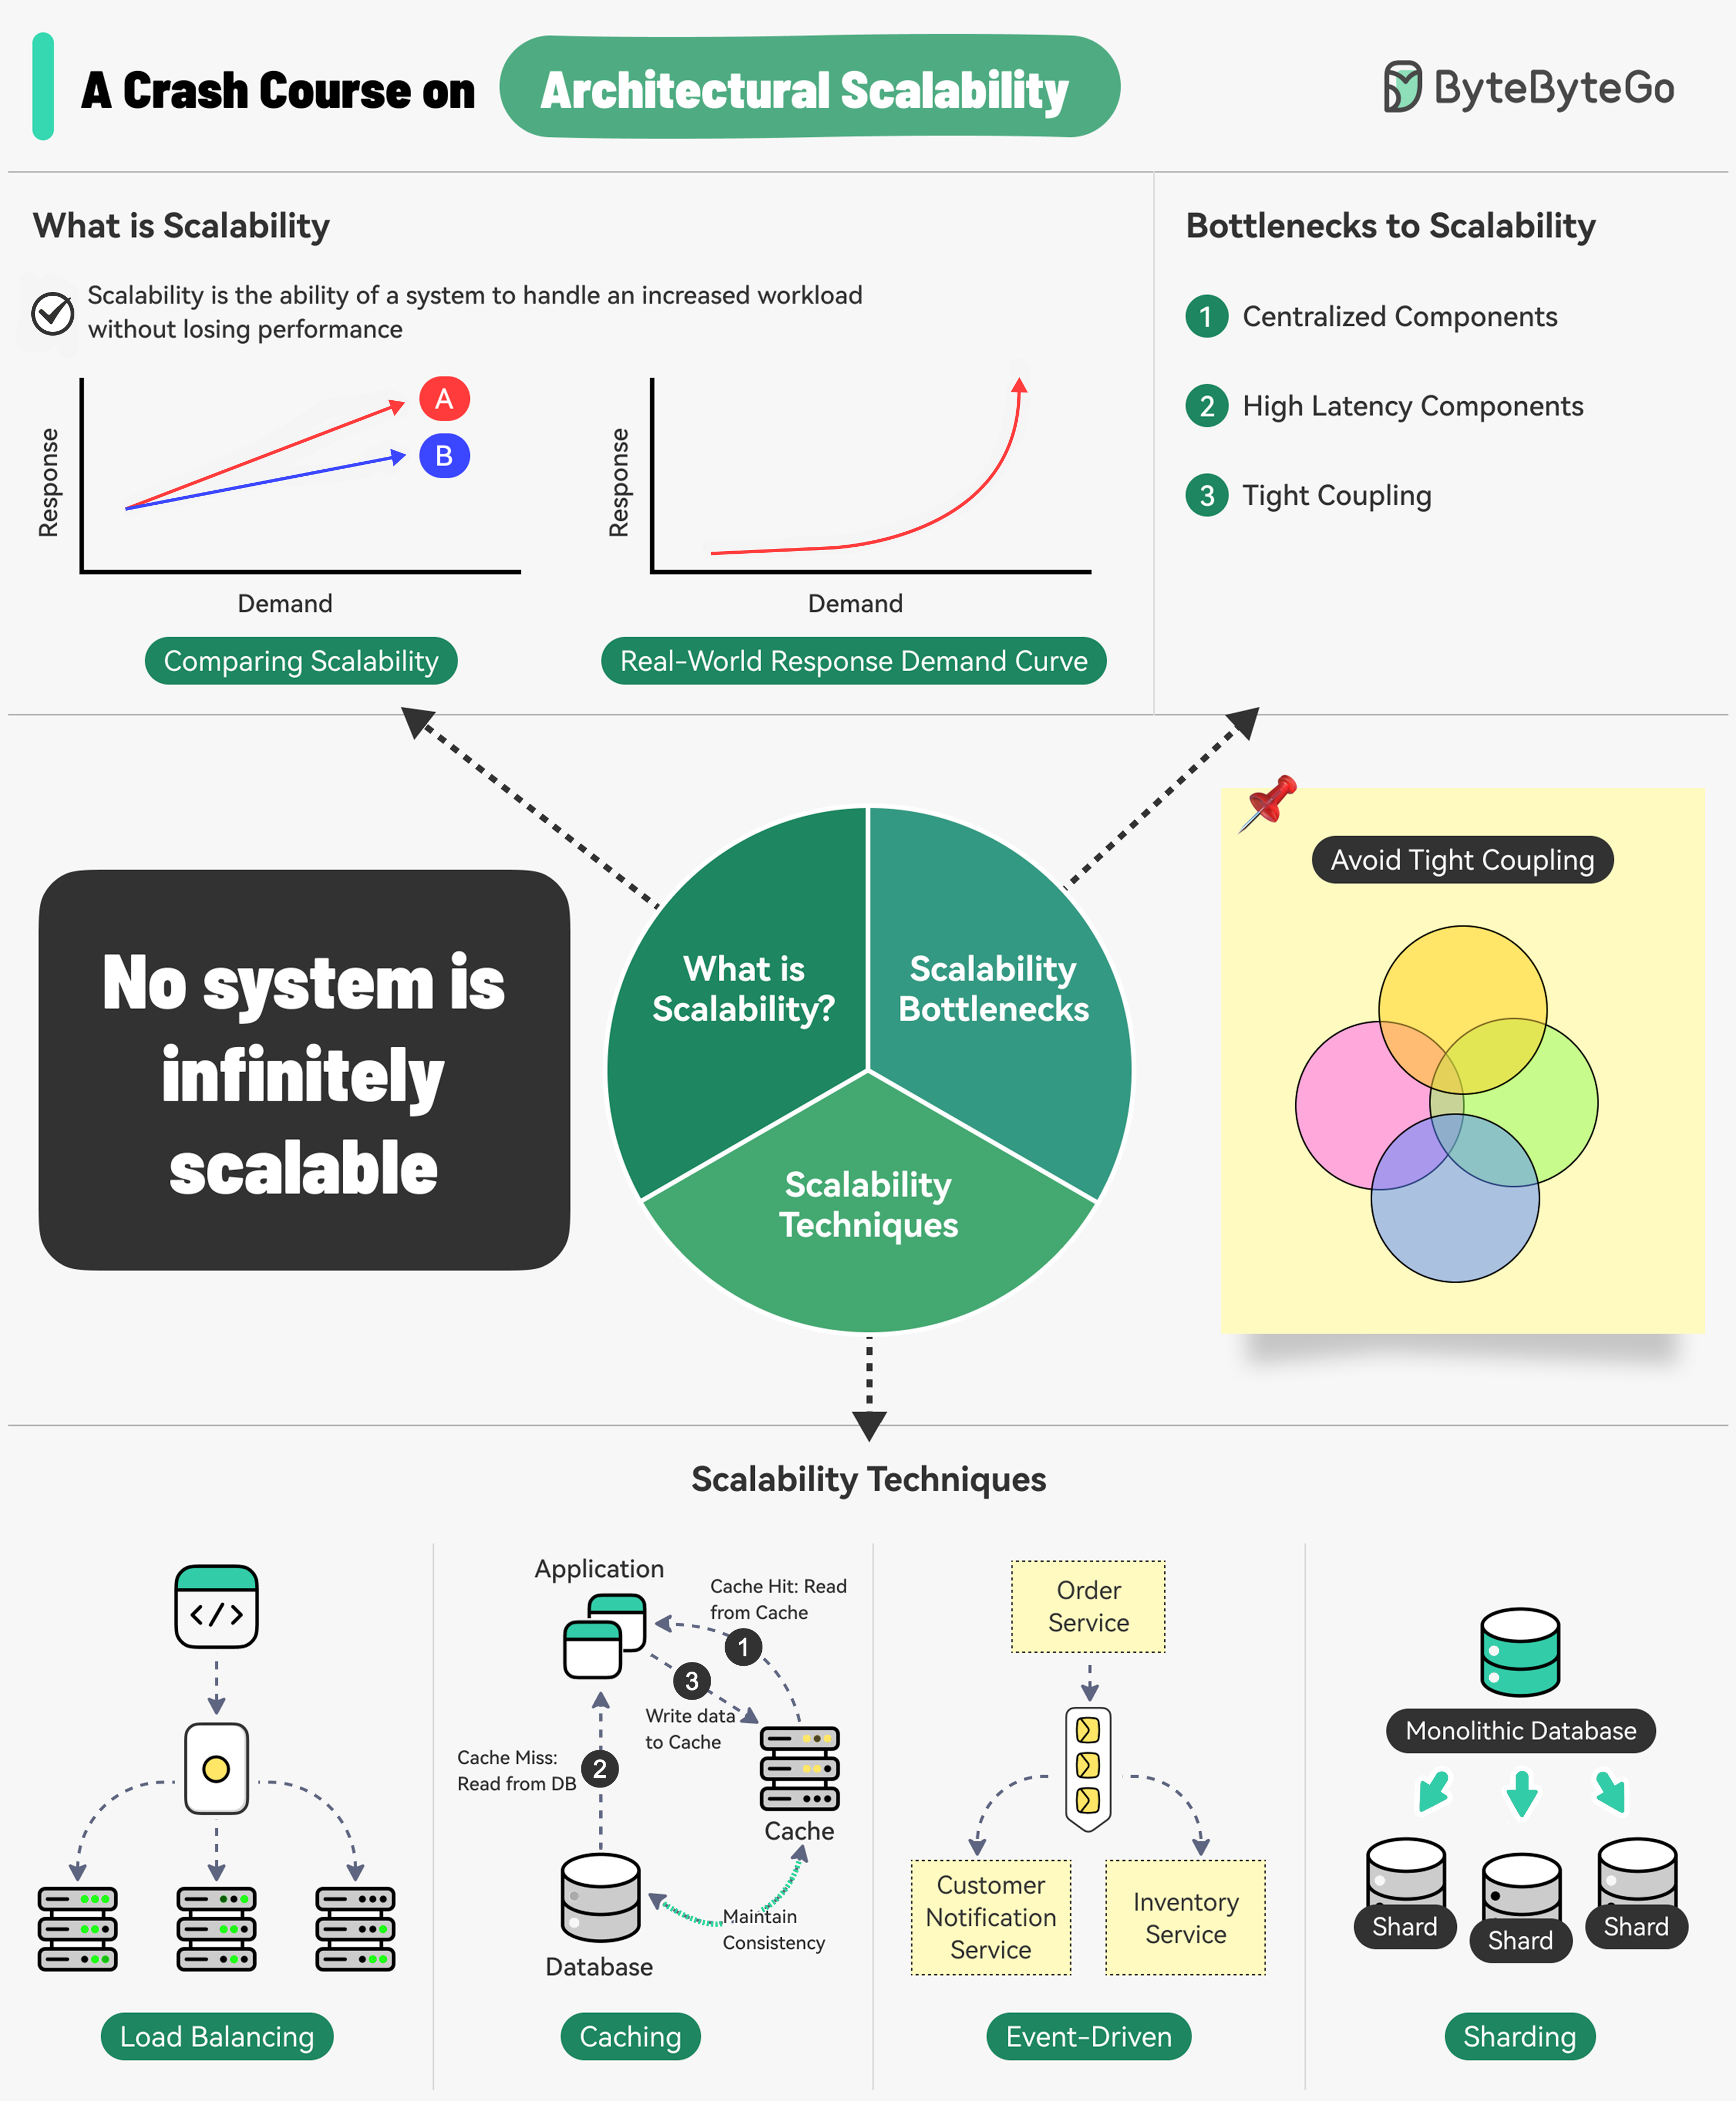 A Crash Course on Architectural Scalability
ByteByteGo
What is Scalability
Scalability is the ability of a system to handle an increased workload
without losing performance
A
B
Response
Demand
Comparing Scalability
Response
Demand
Real-World Response Demand Curve
Bottlenecks to Scalability
1 Centralized Components
2 High Latency Components
3 Tight Coupling
No system is
infinitely
scalable
What is
Scalability?
Scalability
Bottlenecks
Scalability
Techniques
Avoid Tight Coupling
Scalability Techniques
</>
Load Balancing
Application
Cache Hit: Read
from Cache
1
3
Write data
to Cache
Cache Miss:
Read from DB
2
Cache
Maintain
Consistency
Database
Caching
Order
Service
Customer
Notification
Service
Inventory
Service
Event-Driven
Monolithic Database
Shard
Shard
Shard
Sharding